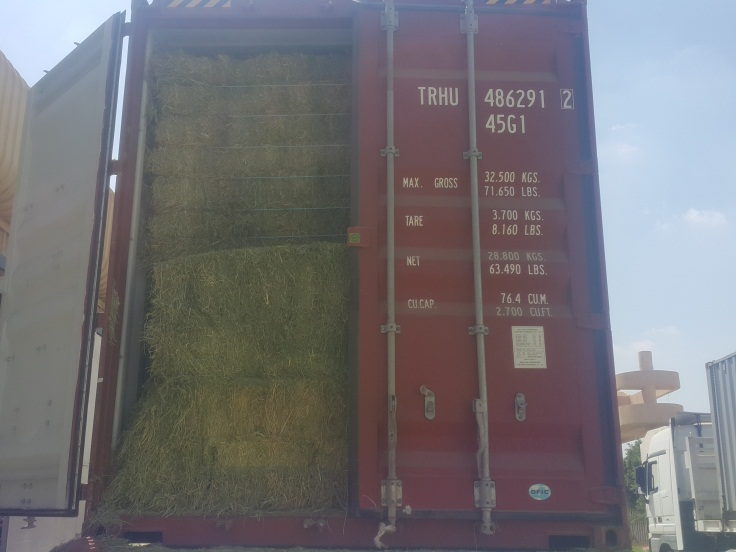 TRHU 486291 2
45G1
MAX. GROSS 32.500 KGS.
71.650 LBS.
TARE 3.700 KGS.
8.160 LBS.
NET 28.800 KGS.
63.490 LBS.
CU.CAP. 76.4 CU.M.
2.700 CU.FT.